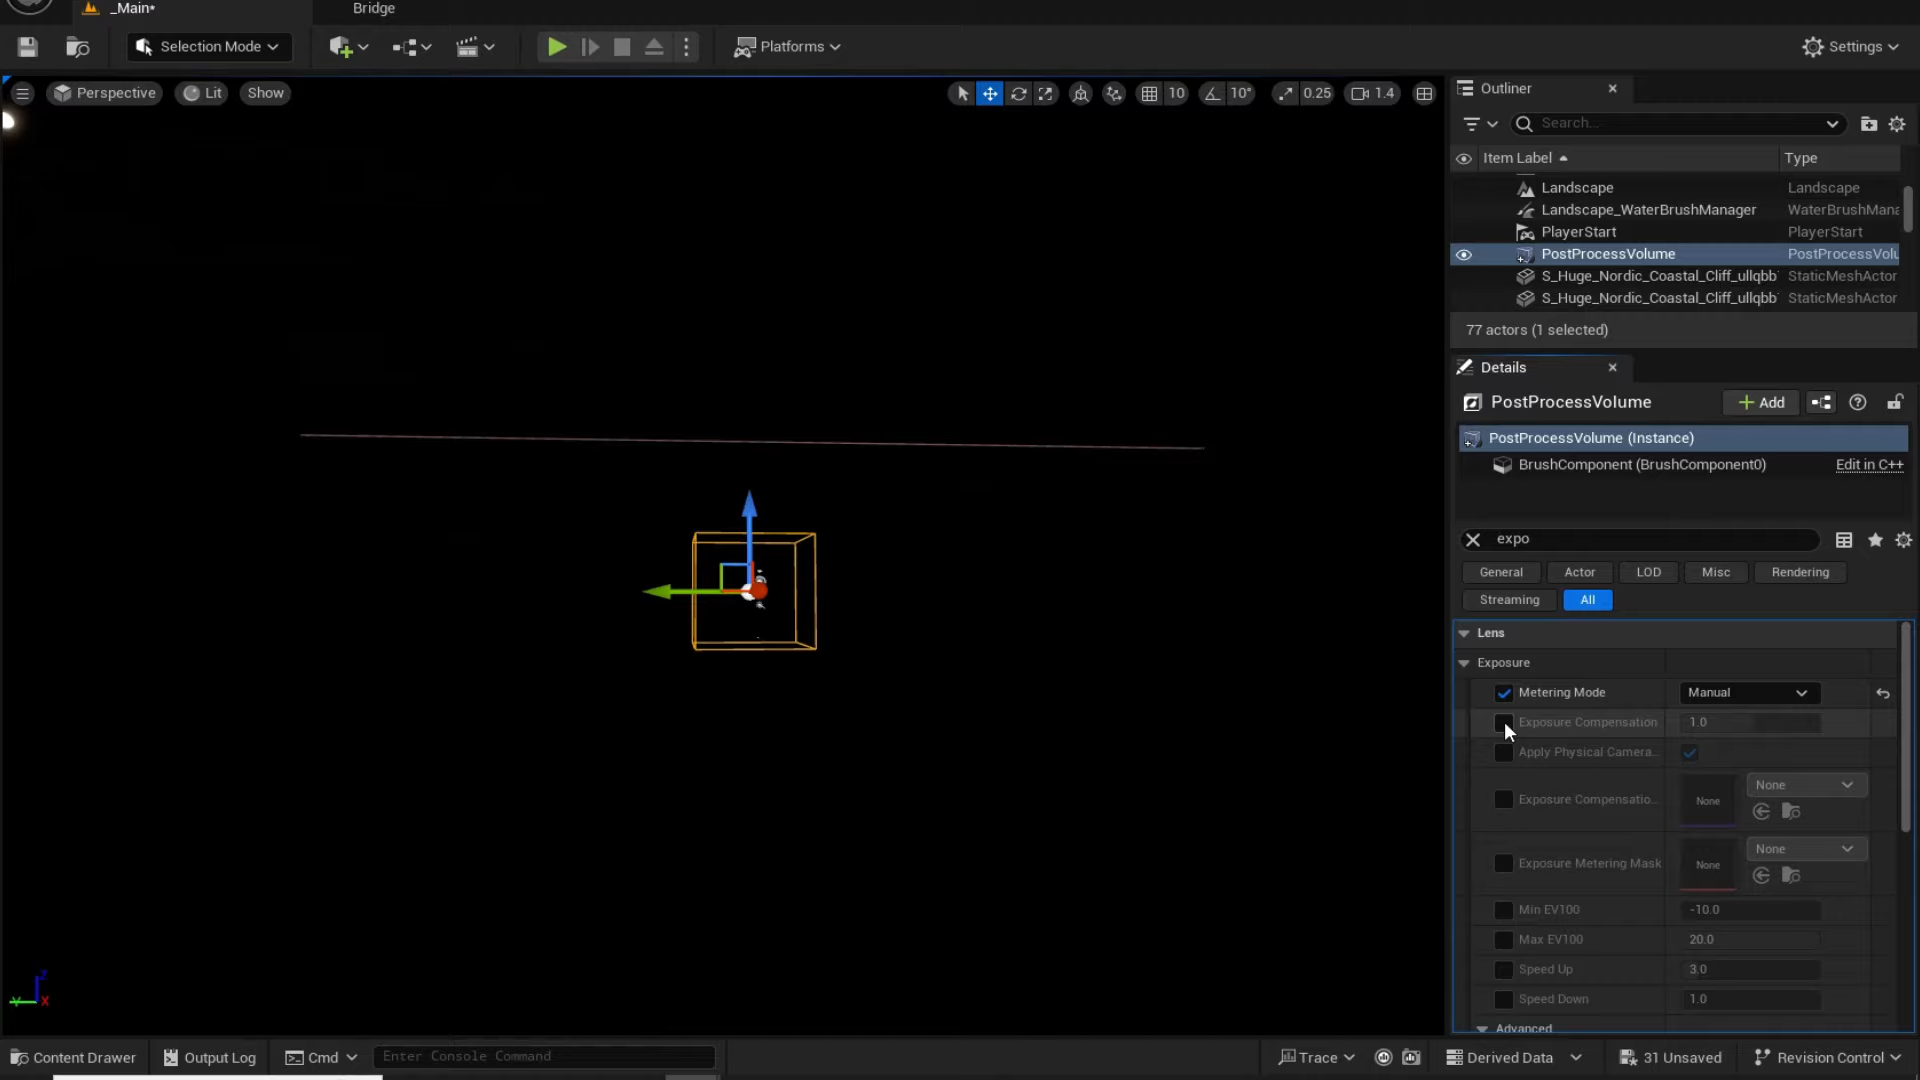 _Main*
Bridge
Selection Mode
Platforms
Settings
Perspective
Lit
Show
10
10°
0.25
1.4
Outliner
Search...
Item Label
Type
Landscape
Landscape
Landscape_WaterBrushManager
WaterBrushMana
PlayerStart
PlayerStart
PostProcessVolume
PostProcessVolu
S_Huge_Nordic_Coastal_Cliff_ullqbb
StaticMeshActor
S_Huge_Nordic_Coastal_Cliff_ullqbb
StaticMeshActor
77 actors (1 selected)
Details
PostProcessVolume
Add
PostProcessVolume (Instance)
BrushComponent (BrushComponent0)
Edit in C++
expo
General
Actor
LOD
Misc
Rendering
Streaming
All
Lens
Exposure
Metering Mode
Manual
Exposure Compensation
1.0
Apply Physical Camera...
Exposure Compensatio...
None
None
Exposure Metering Mask
None
None
Min EV100
-10.0
Max EV100
20.0
Speed Up
3.0
Speed Down
1.0
Advanced
Z
Y
X
Content Drawer
Output Log
Cmd
Enter Console Command
Trace
Derived Data
31 Unsaved
Revision Control